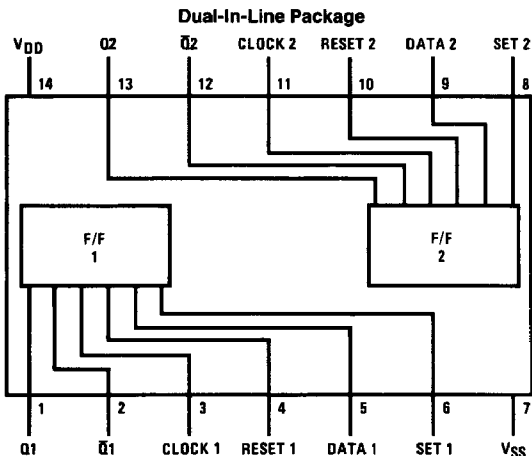 Dual-In-Line Package
VDD Q2 Q̅2 CLOCK 2 RESET 2 DATA 2 SET 2
14 13 12 11 10 9 8
F/F
1
F/F
2
1 2 3 4 5 6 7
Q1 Q̅1 CLOCK 1 RESET 1 DATA 1 SET 1 VSS